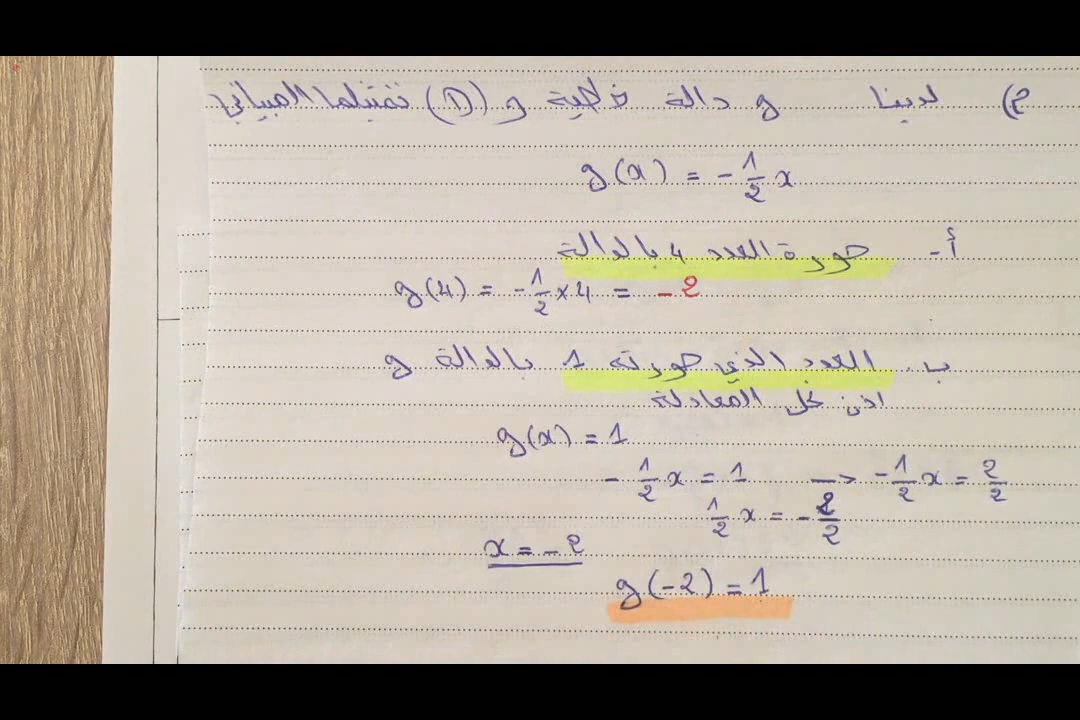 م) لدينا g دالة خطية و (D) تمثيلها المبياني
g(x) = -1/2 x
أ- صورة العدد 4 بالدالة
g(4) = -1/2 × 4 = -2
ب. العدد الذي صورته 1 بالدالة g
اذن نحل المعادلة
g(x) = 1
-1/2 x = 1 —> -1/2 x = 2/2
1/2 x = -2/2
x = -2
g(-2) = 1